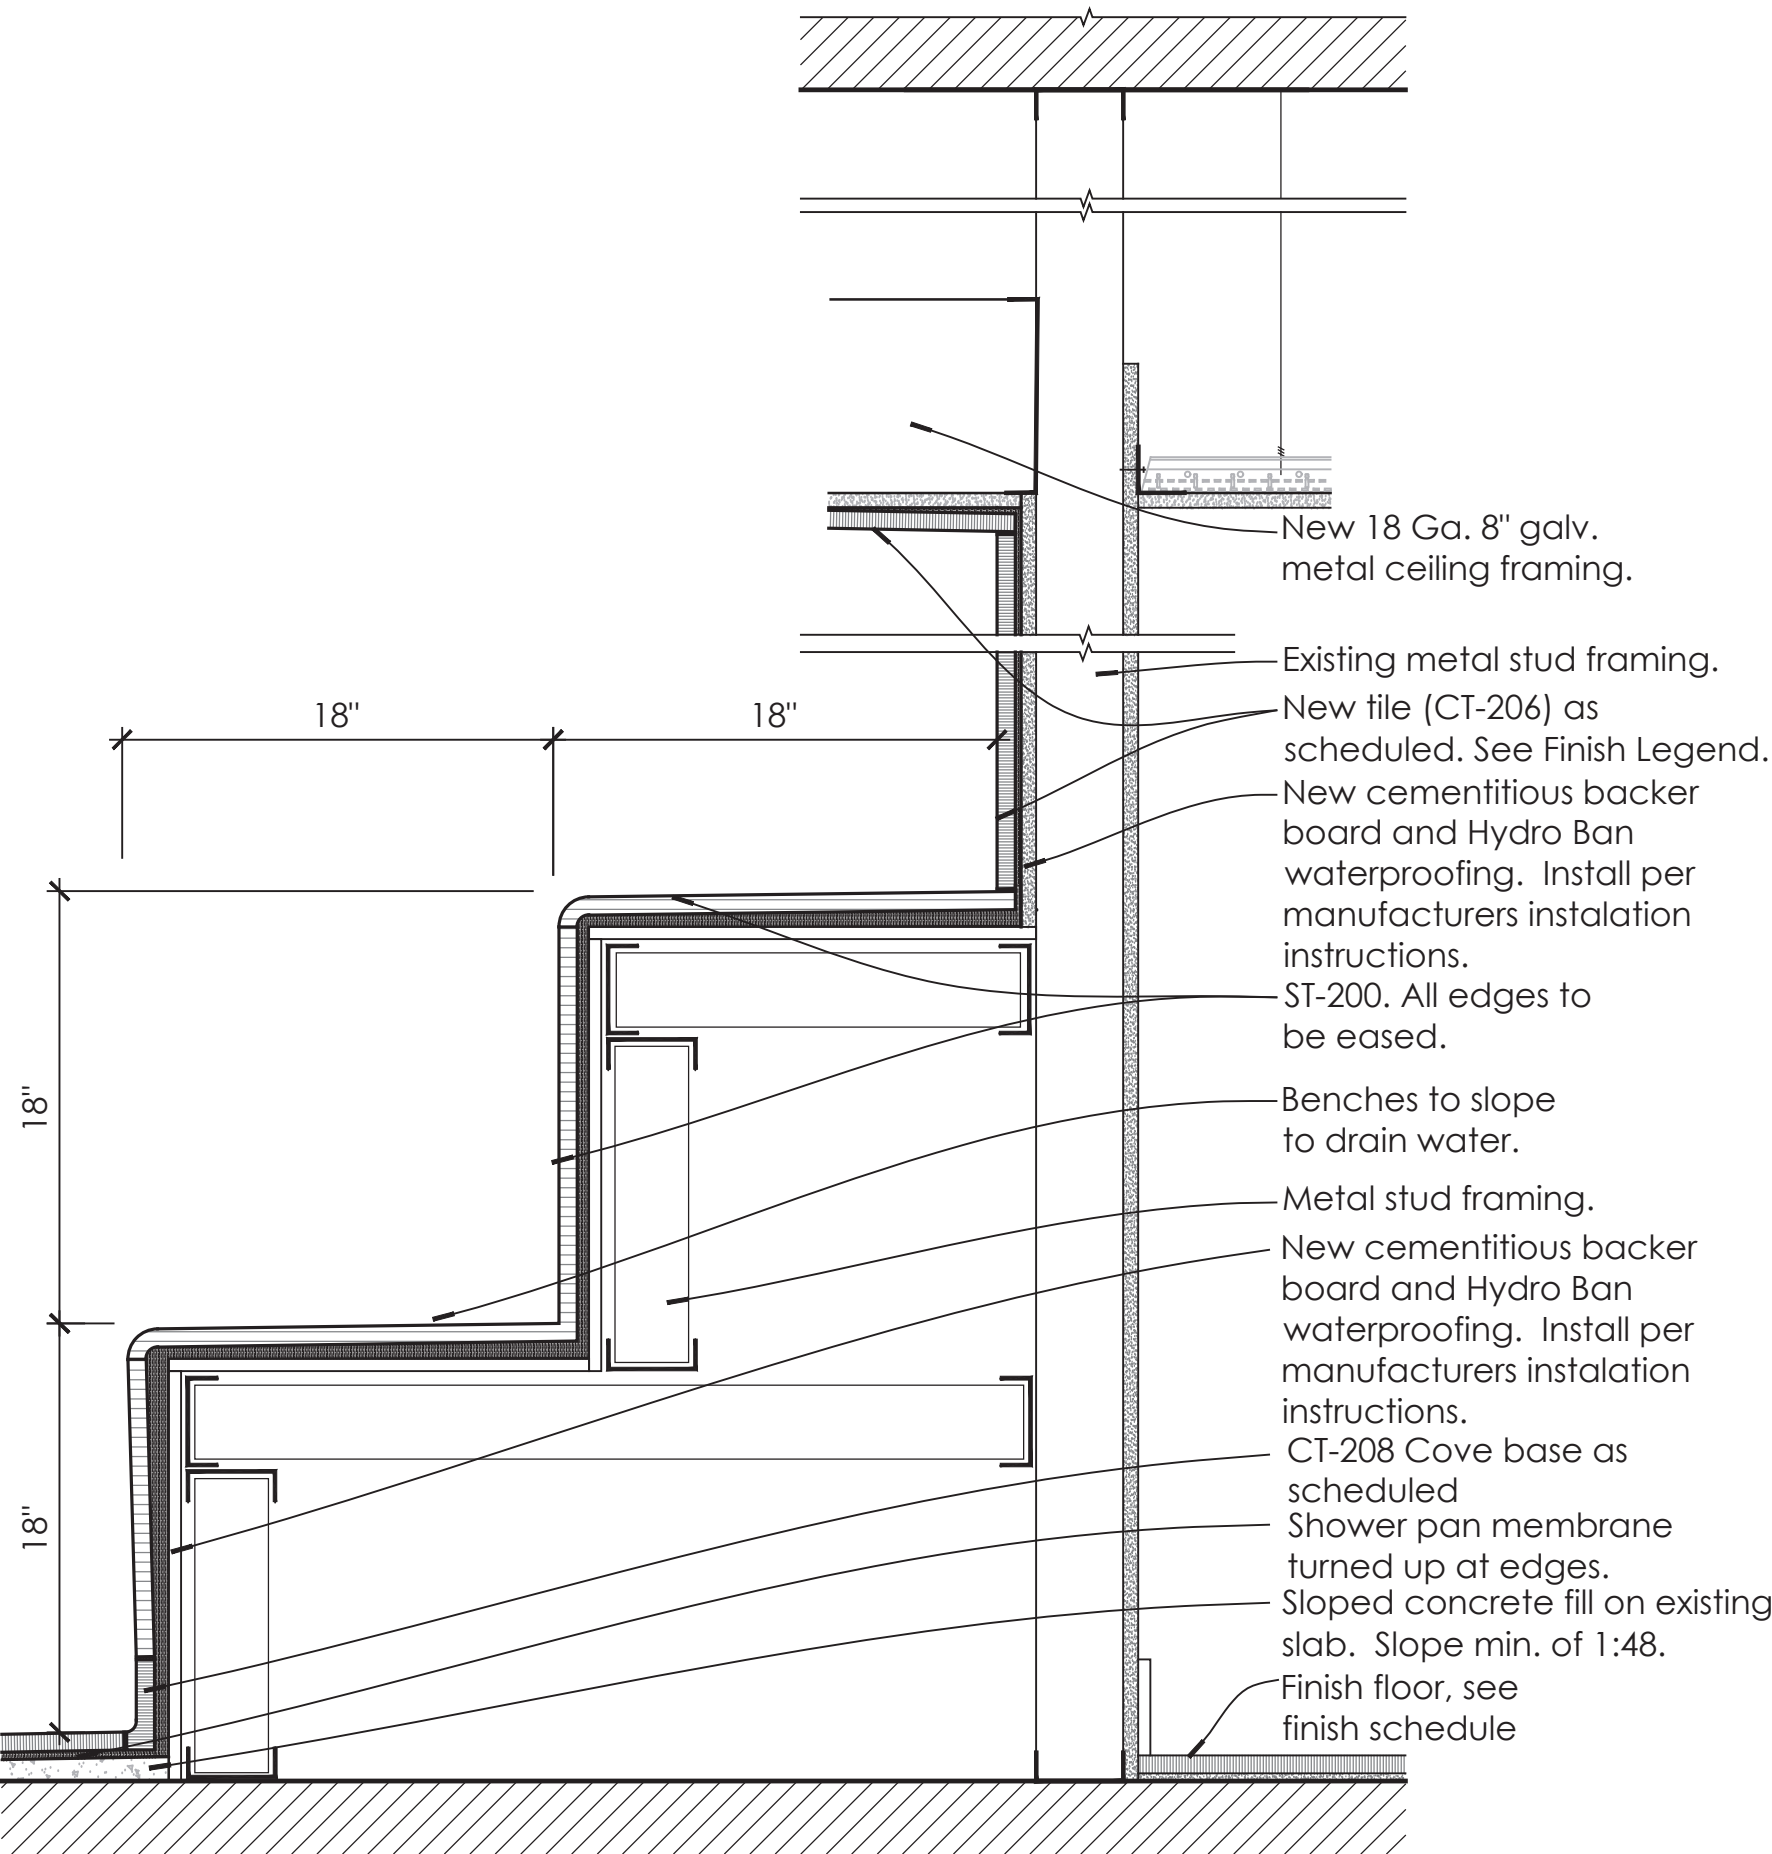 New 18 Ga. 8" galv.
metal ceiling framing.
Existing metal stud framing.
18"
18"
New tile (CT-206) as
scheduled. See Finish Legend.
New cementitious backer
board and Hydro Ban
waterproofing.  Install per
manufacturers instalation
instructions.
ST-200. All edges to
be eased.
18"
Benches to slope
to drain water.
Metal stud framing.
New cementitious backer
board and Hydro Ban
waterproofing.  Install per
manufacturers instalation
instructions.
CT-208 Cove base as
scheduled
18"
Shower pan membrane
turned up at edges.
Sloped concrete fill on existing
slab.  Slope min. of 1:48.
Finish floor, see
finish schedule